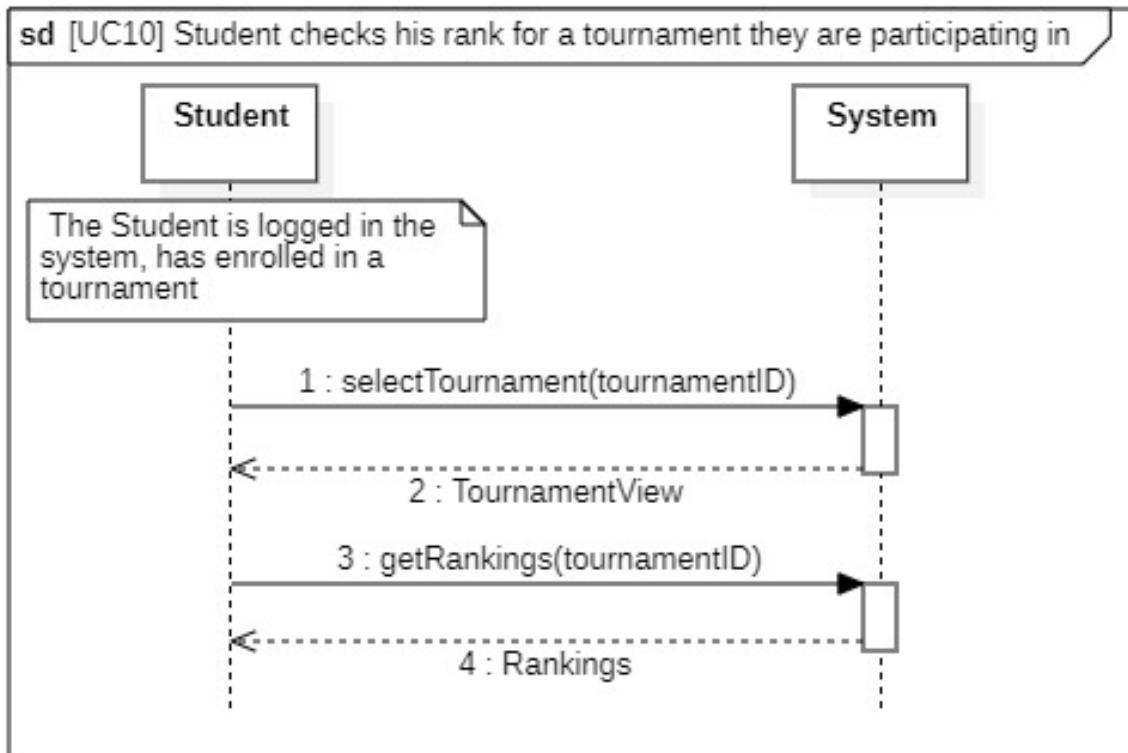 sd [UC10] Student checks his rank for a tournament they are participating in
Student
System
The Student is logged in the
system, has enrolled in a
tournament
1 : selectTournament(tournamentID)
2 : TournamentView
3 : getRankings(tournamentID)
4 : Rankings